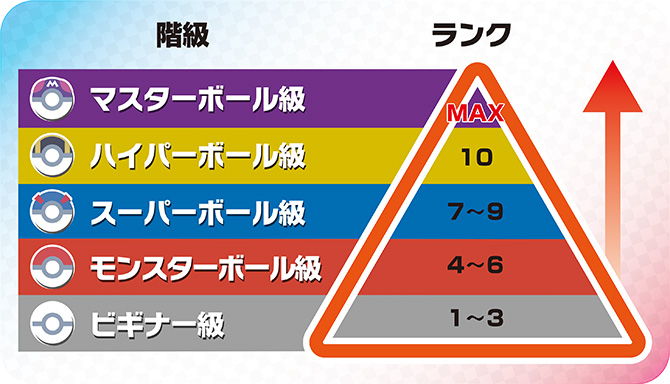 階級 ランク
マスターボール級 MAX
ハイパーボール級 10
スーパーボール級 7～9
モンスターボール級 4～6
ビギナー級 1～3